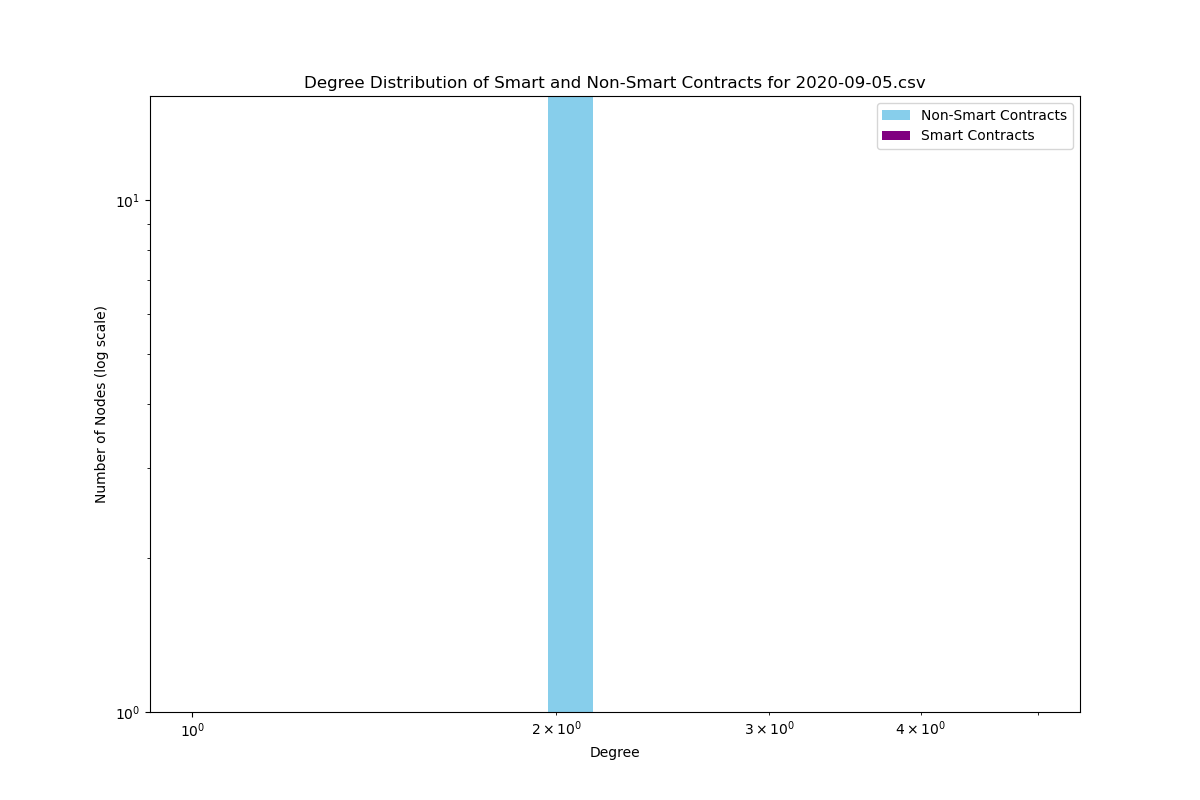 Degree Distribution of Smart and Non-Smart Contracts for 2020-09-05.csv
Non-Smart Contracts
Smart Contracts
10¹
Number of Nodes (log scale)
10⁰
10⁰
2 × 10⁰
3 × 10⁰
4 × 10⁰
Degree